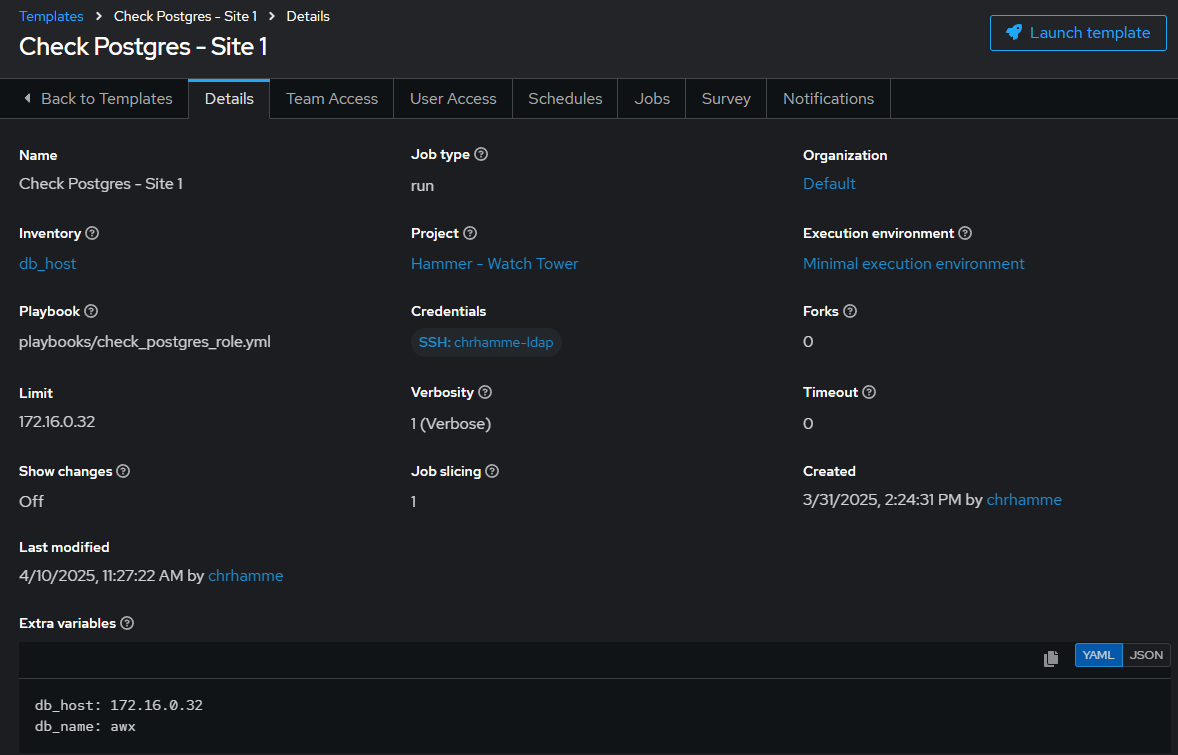 Templates > Check Postgres - Site 1 > Details
Check Postgres - Site 1
Launch template
Back to Templates Details Team Access User Access Schedules Jobs Survey Notifications
Name Job type Organization
Check Postgres - Site 1 run Default
Inventory Project Execution environment
db_host Hammer - Watch Tower Minimal execution environment
Playbook Credentials Forks
playbooks/check_postgres_role.yml SSH: chrhamme-ldap 0
Limit Verbosity Timeout
172.16.0.32 1 (Verbose) 0
Show changes Job slicing Created
Off 1 3/31/2025, 2:24:31 PM by chrhamme
Last modified
4/10/2025, 11:27:22 AM by chrhamme
Extra variables
YAML JSON
db_host: 172.16.0.32
db_name: awx